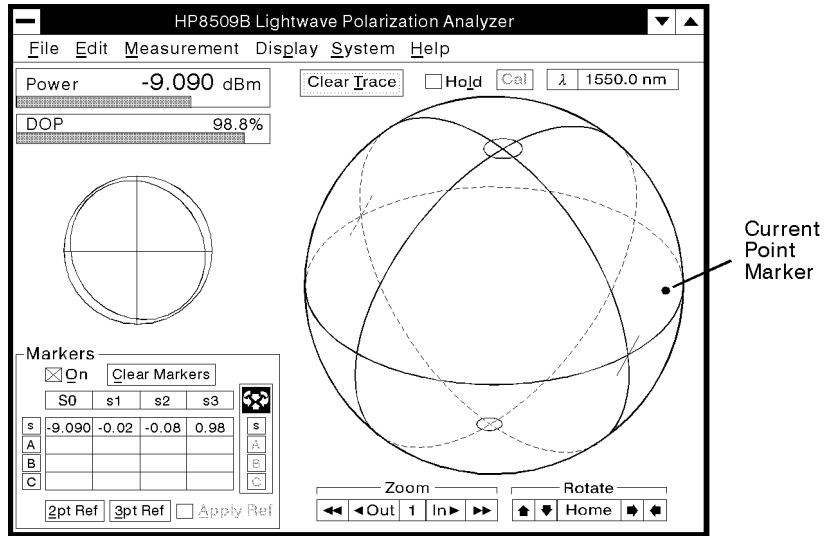 HP8509B Lightwave Polarization Analyzer
File Edit Measurement Display System Help
Power -9.090 dBm
Clear Trace Hold Cal λ 1550.0 nm
DOP 98.8%
Current
Point
Marker
Markers
On Clear Markers
S0 s1 s2 s3
s -9.090 -0.02 -0.08 0.98 s
A A
B B
C C
2pt Ref 3pt Ref Apply Ref
Zoom Rotate
Out 1 In Home